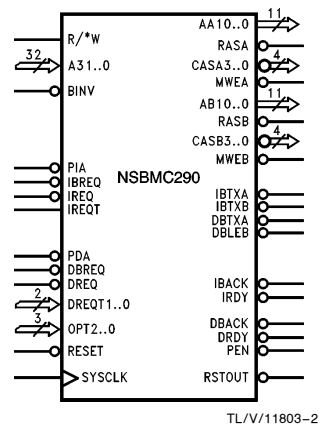 11
AA10..0
R/*W
RASA
32
4
A31..0
CASA3..0
MWEA
BINV
11
AB10..0
RASB
4
CASB3..0
MWEB
PIA
NSBMC290
IBREQ
IREQ
IBTXA
IREQT
IBTXB
DBTXA
DBLEB
PDA
DBREQ
DREQ
IBACK
2
IRDY
DREQT1..0
3
DBACK
OPT2..0
DRDY
RESET
PEN
SYSCLK
RSTOUT
TL/V/11803-2